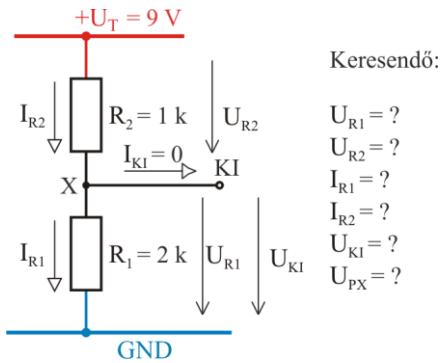 +U_T = 9 V
Keresendő:
I_R2
R_2 = 1 k
U_R2
U_R1 = ?
U_R2 = ?
I_KI = 0
KI
X
I_R1 = ?
I_R2 = ?
I_R1
R_1 = 2 k
U_R1
U_KI
U_KI = ?
U_PX = ?
GND